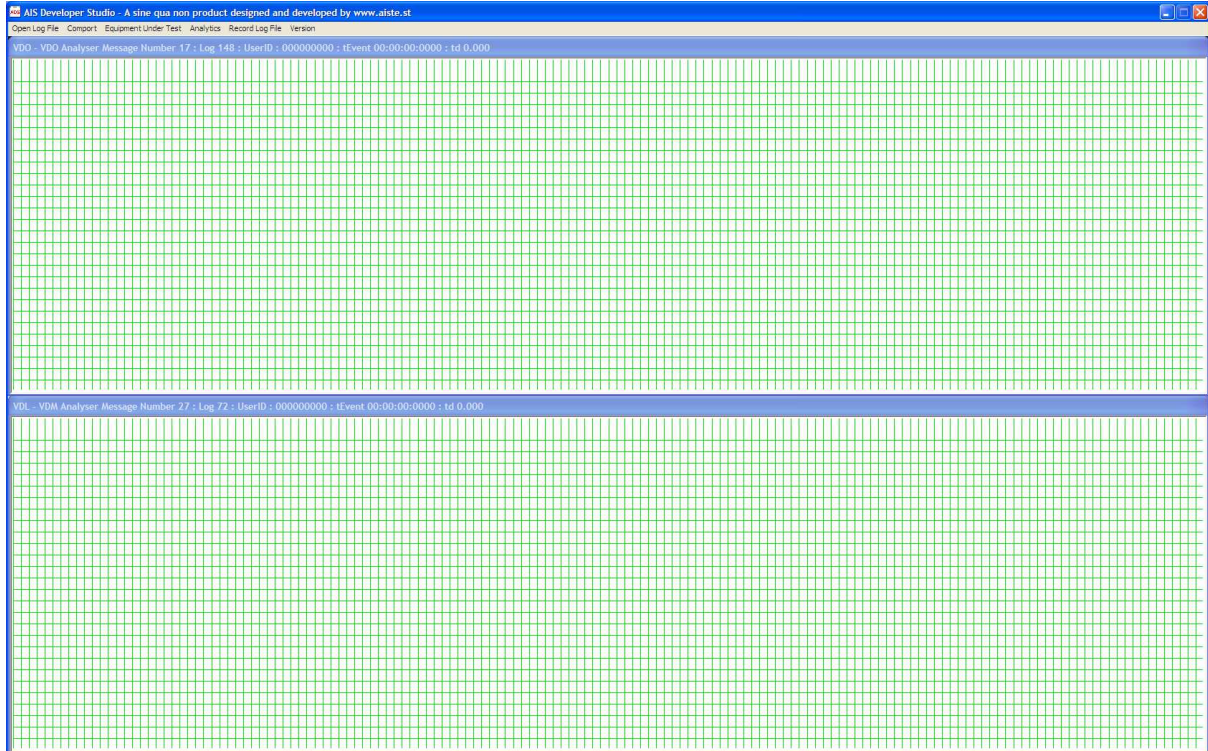 ADS AIS Developer Studio - A sine qua non product designed and developed by www.aiste.st
Open Log File Comport Equipment Under Test Analytics Record Log File Version
VDO - VDO Analyser Message Number 17 : Log 148 : UserID : 000000000 : tEvent 00:00:00:0000 : td 0.000
VDL - VDM Analyser Message Number 27 : Log 72 : UserID : 000000000 : tEvent 00:00:00:0000 : td 0.000